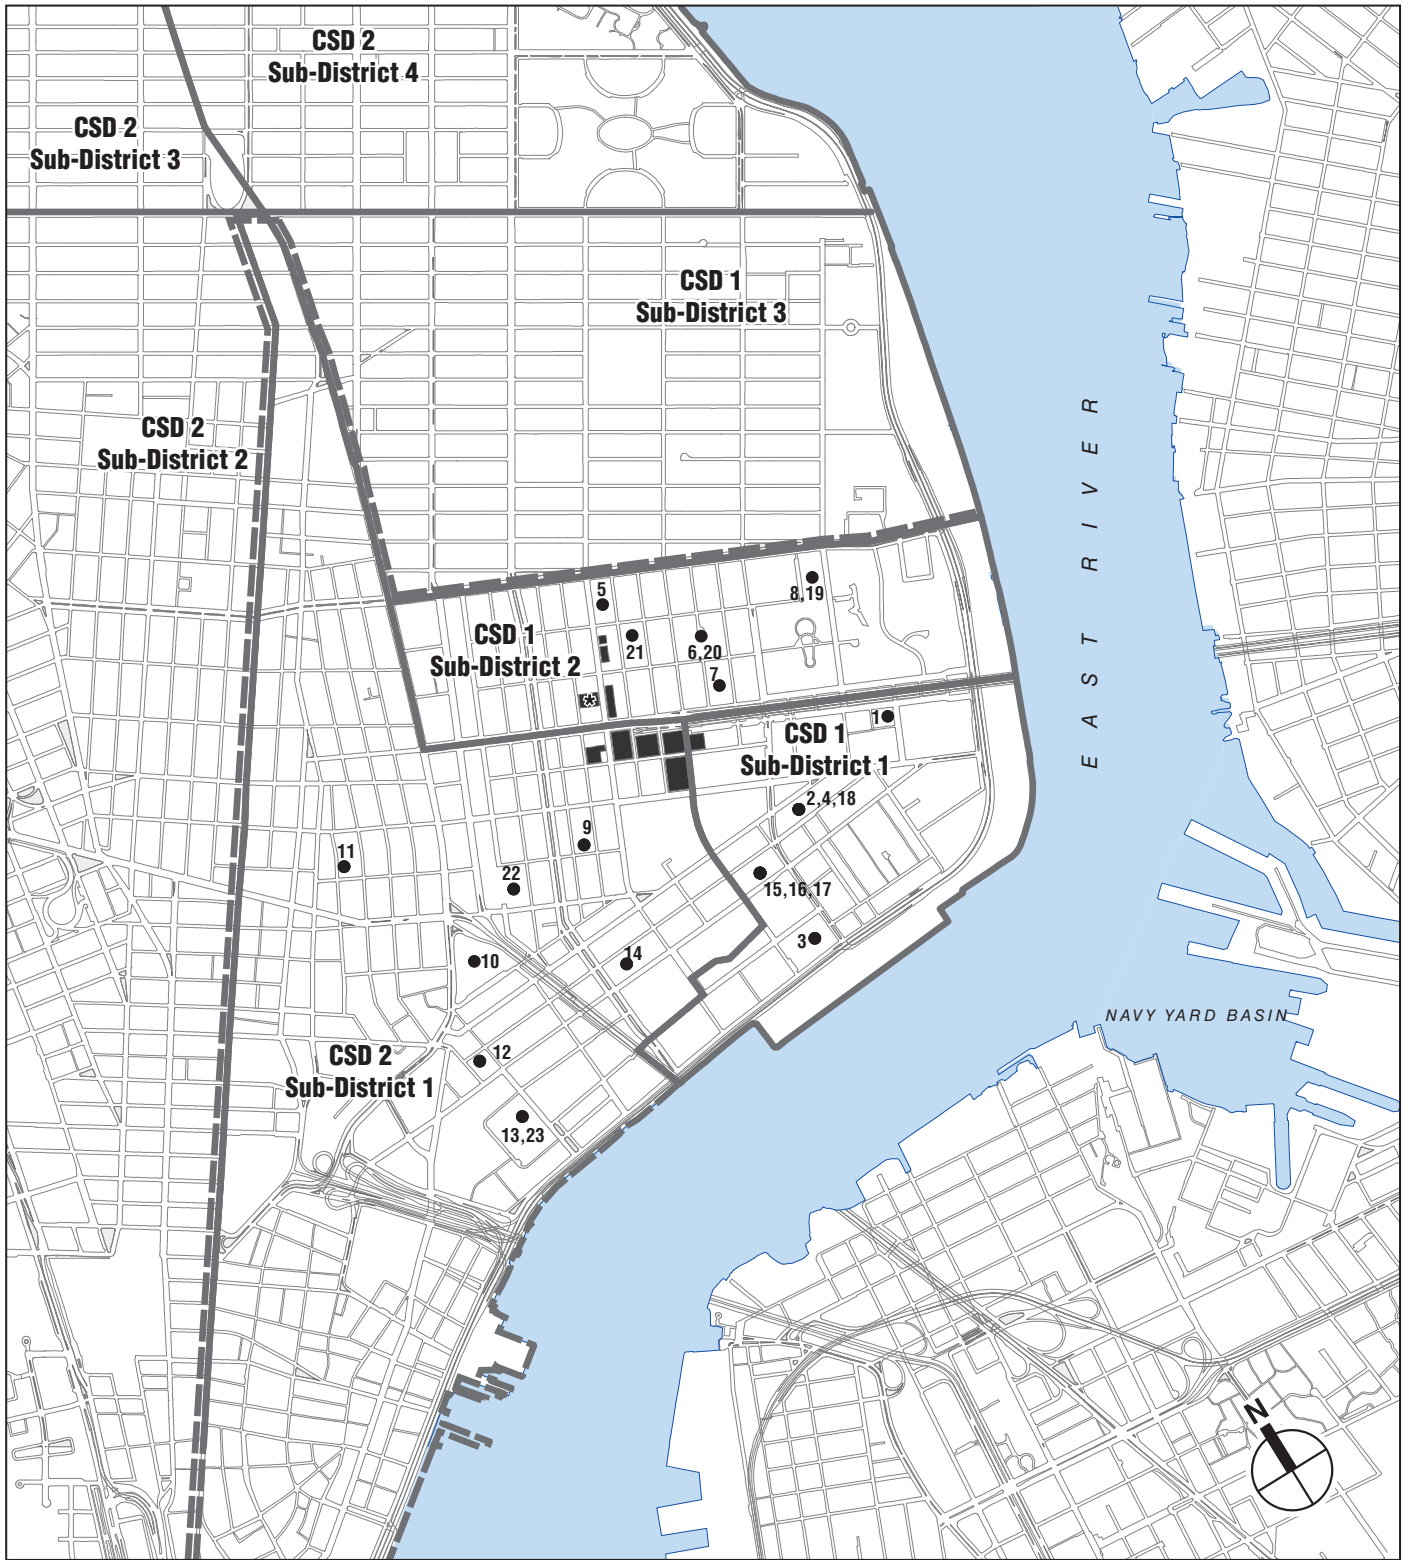 CSD 2
Sub-District 4
CSD 2
Sub-District 3
CSD 1
Sub-District 3
CSD 2
Sub-District 2
EAST RIVER
5
8,19
CSD 1
Sub-District 2
21
6,20
7
1
CSD 1
Sub-District 1
2,4,18
9
11
22
15,16,17
3
14
10
NAVY YARD BASIN
CSD 2
Sub-District 1
12
13,23
N